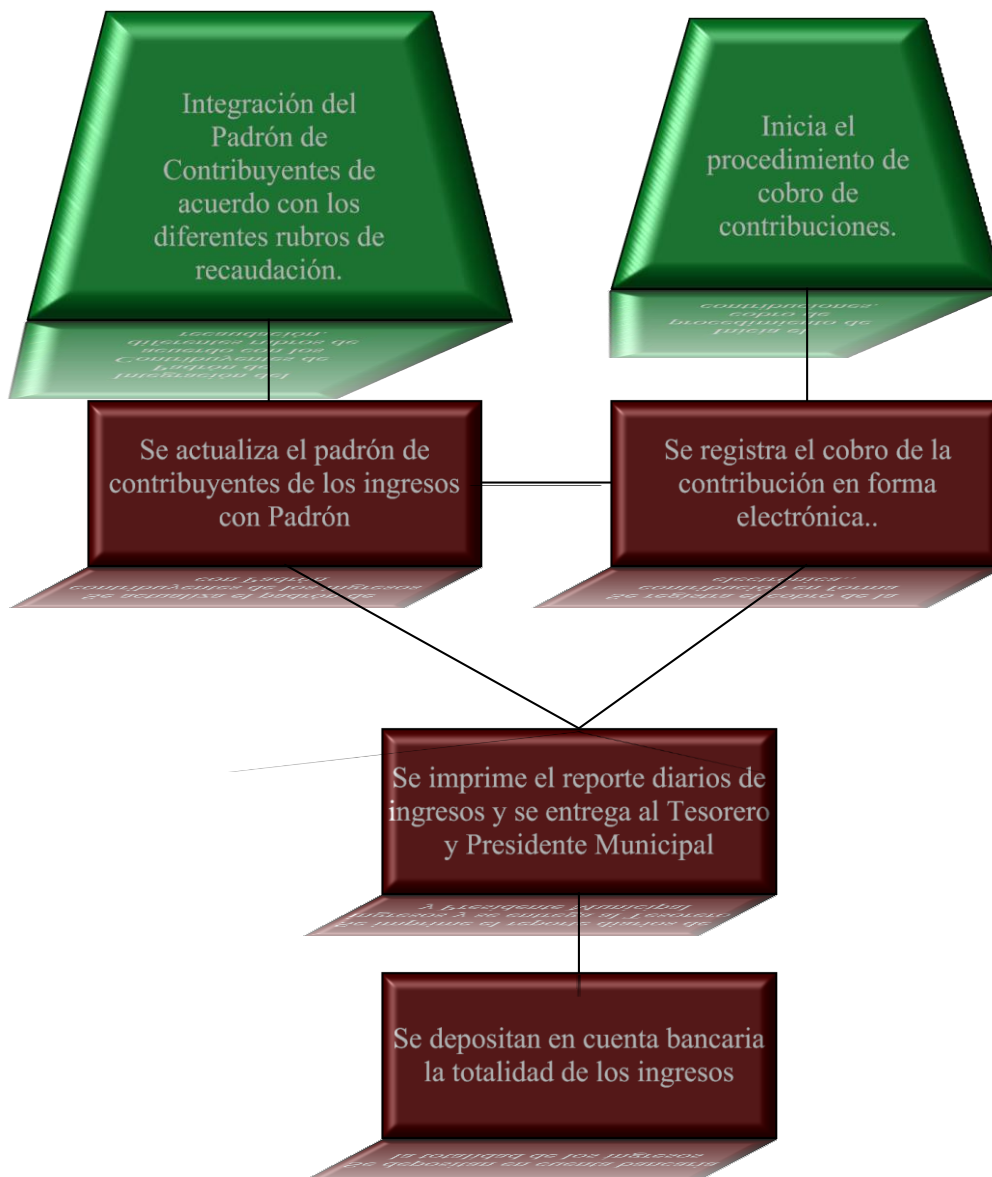 Integración del
Padrón de
Contribuyentes de
acuerdo con los
diferentes rubros de
recaudación.
Inicia el
procedimiento de
cobro de
contribuciones.
Se actualiza el padrón de
contribuyentes de los ingresos
con Padrón
Se registra el cobro de la
contribución en forma
electrónica..
Se imprime el reporte diarios de
ingresos y se entrega al Tesorero
y Presidente Municipal
Se depositan en cuenta bancaria
la totalidad de los ingresos